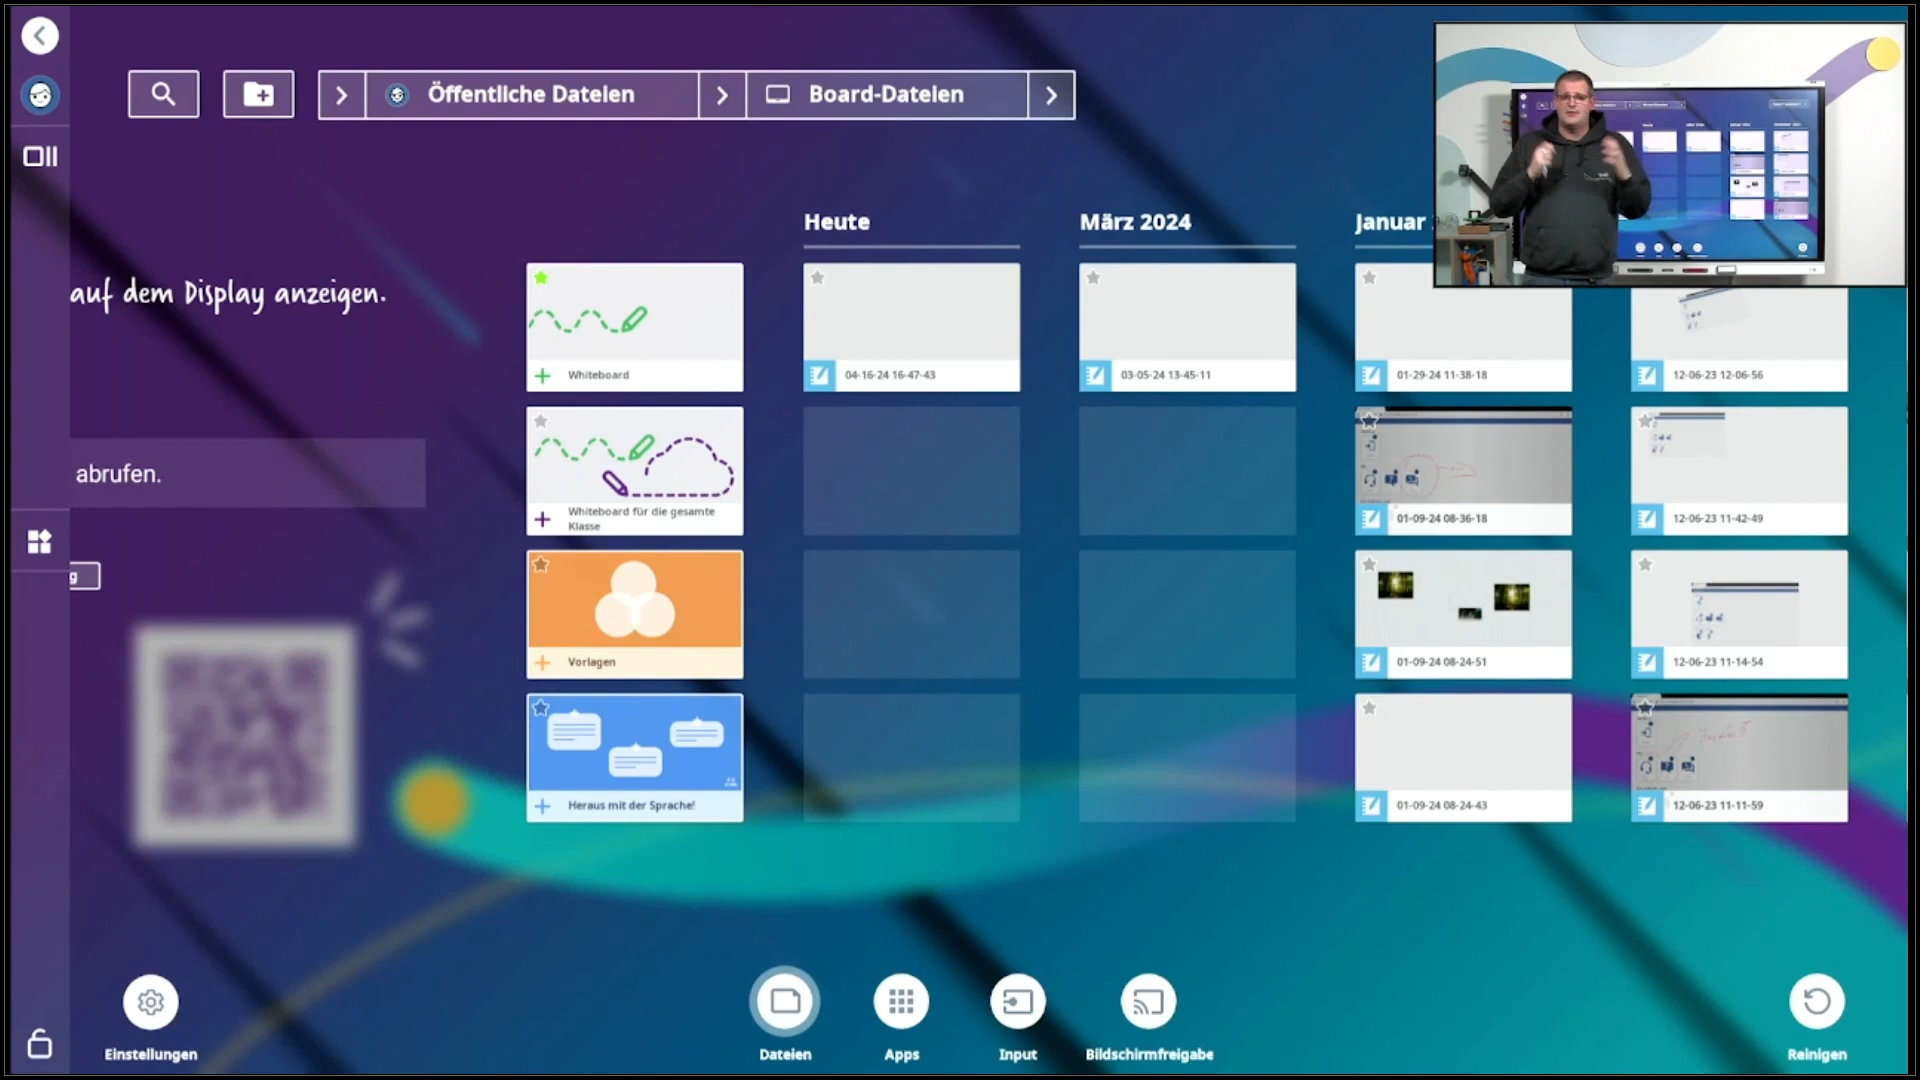 Öffentliche Dateien
Board-Dateien
Heute
März 2024
Januar
auf dem Display anzeigen.
abrufen.
g
Whiteboard
04-16-24 16-47-43
03-05-24 13-45-11
01-29-24 11-38-18
12-06-23 12-06-56
Whiteboard für die gesamte
Klasse
01-09-24 08-36-18
12-06-23 11-42-49
Vorlagen
01-09-24 08-24-51
12-06-23 11-14-54
Heraus mit der Sprache!
01-09-24 08-24-43
12-06-23 11-11-59
Einstellungen
Dateien
Apps
Input
Bildschirmfreigabe
Reinigen